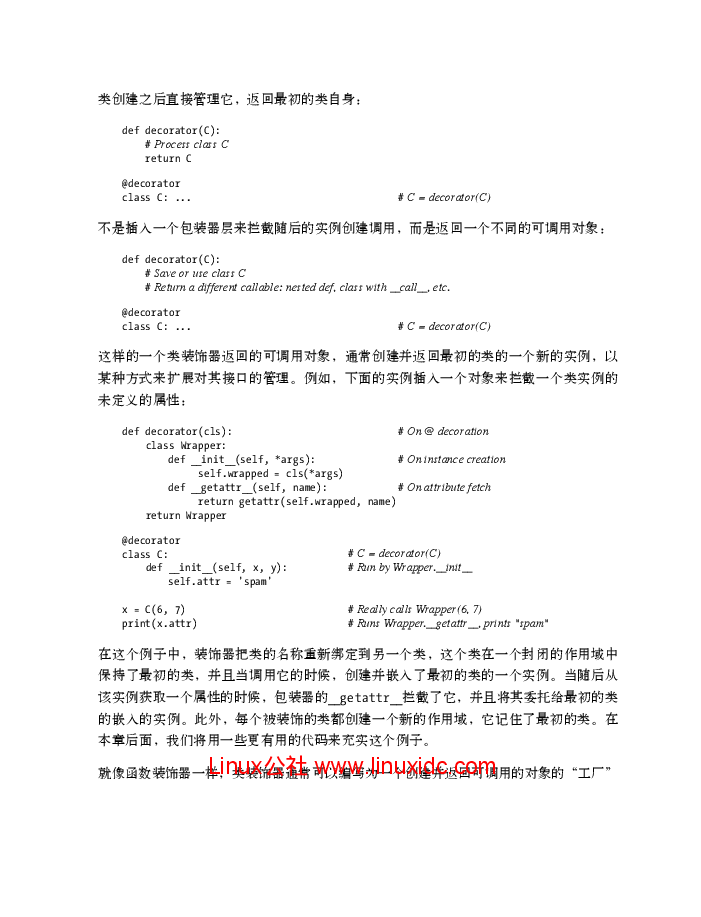 类创建之后直接管理它，返回最初的类自身：
def decorator(C):
# Process class C
return C
@decorator
class C: ... # C = decorator(C)
不是插入一个包装器层来拦截随后的实例创建调用，而是返回一个不同的可调用对象：
def decorator(C):
# Save or use class C
# Return a different callable: nested def, class with __call__, etc.
@decorator
class C: ... # C = decorator(C)
这样的一个类装饰器返回的可调用对象，通常创建并返回最初的类的一个新的实例，以
某种方式来扩展对其接口的管理。例如，下面的实例插入一个对象来拦截一个类实例的
未定义的属性：
def decorator(cls): # On @ decoration
class Wrapper:
def __init__(self, *args): # On instance creation
self.wrapped = cls(*args)
def __getattr__(self, name): # On attribute fetch
return getattr(self.wrapped, name)
return Wrapper
@decorator
class C: # C = decorator(C)
def __init__(self, x, y): # Run by Wrapper.__init__
self.attr = 'spam'
x = C(6, 7) # Really calls Wrapper(6, 7)
print(x.attr) # Runs Wrapper.__getattr__, prints "spam"
在这个例子中，装饰器把类的名称重新绑定到另一个类，这个类在一个封闭的作用域中
保持了最初的类，并且当调用它的时候，创建并嵌入了最初的类的一个实例。当随后从
该实例获取一个属性的时候，包装器的__getattr__拦截了它，并且将其委托给最初的类
的嵌入的实例。此外，每个被装饰的类都创建一个新的作用域，它记住了最初的类。在
本章后面，我们将用一些更有用的代码来充实这个例子。
Linux公社 www.linuxidc.com
就像函数装饰器一样，类装饰器通常可以编写为一个创建并返回可调用的对象的“工厂”